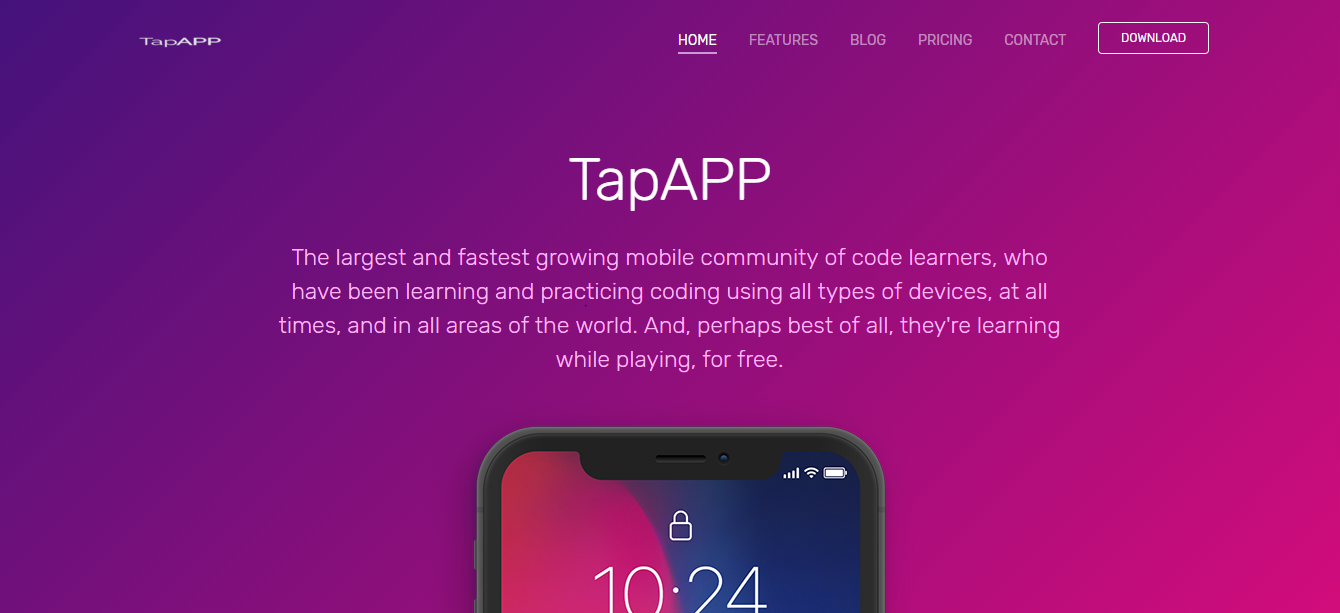 TapAPP
HOME FEATURES BLOG PRICING CONTACT DOWNLOAD
TapAPP
The largest and fastest growing mobile community of code learners, who
have been learning and practicing coding using all types of devices, at all
times, and in all areas of the world. And, perhaps best of all, they're learning
while playing, for free.
10:24